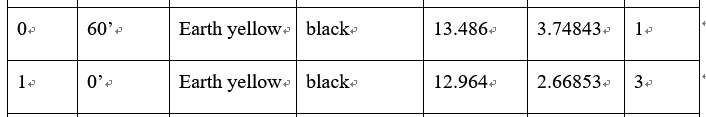 0 60’ Earth yellow black 13.486 3.74843 1
1 0’ Earth yellow black 12.964 2.66853 3